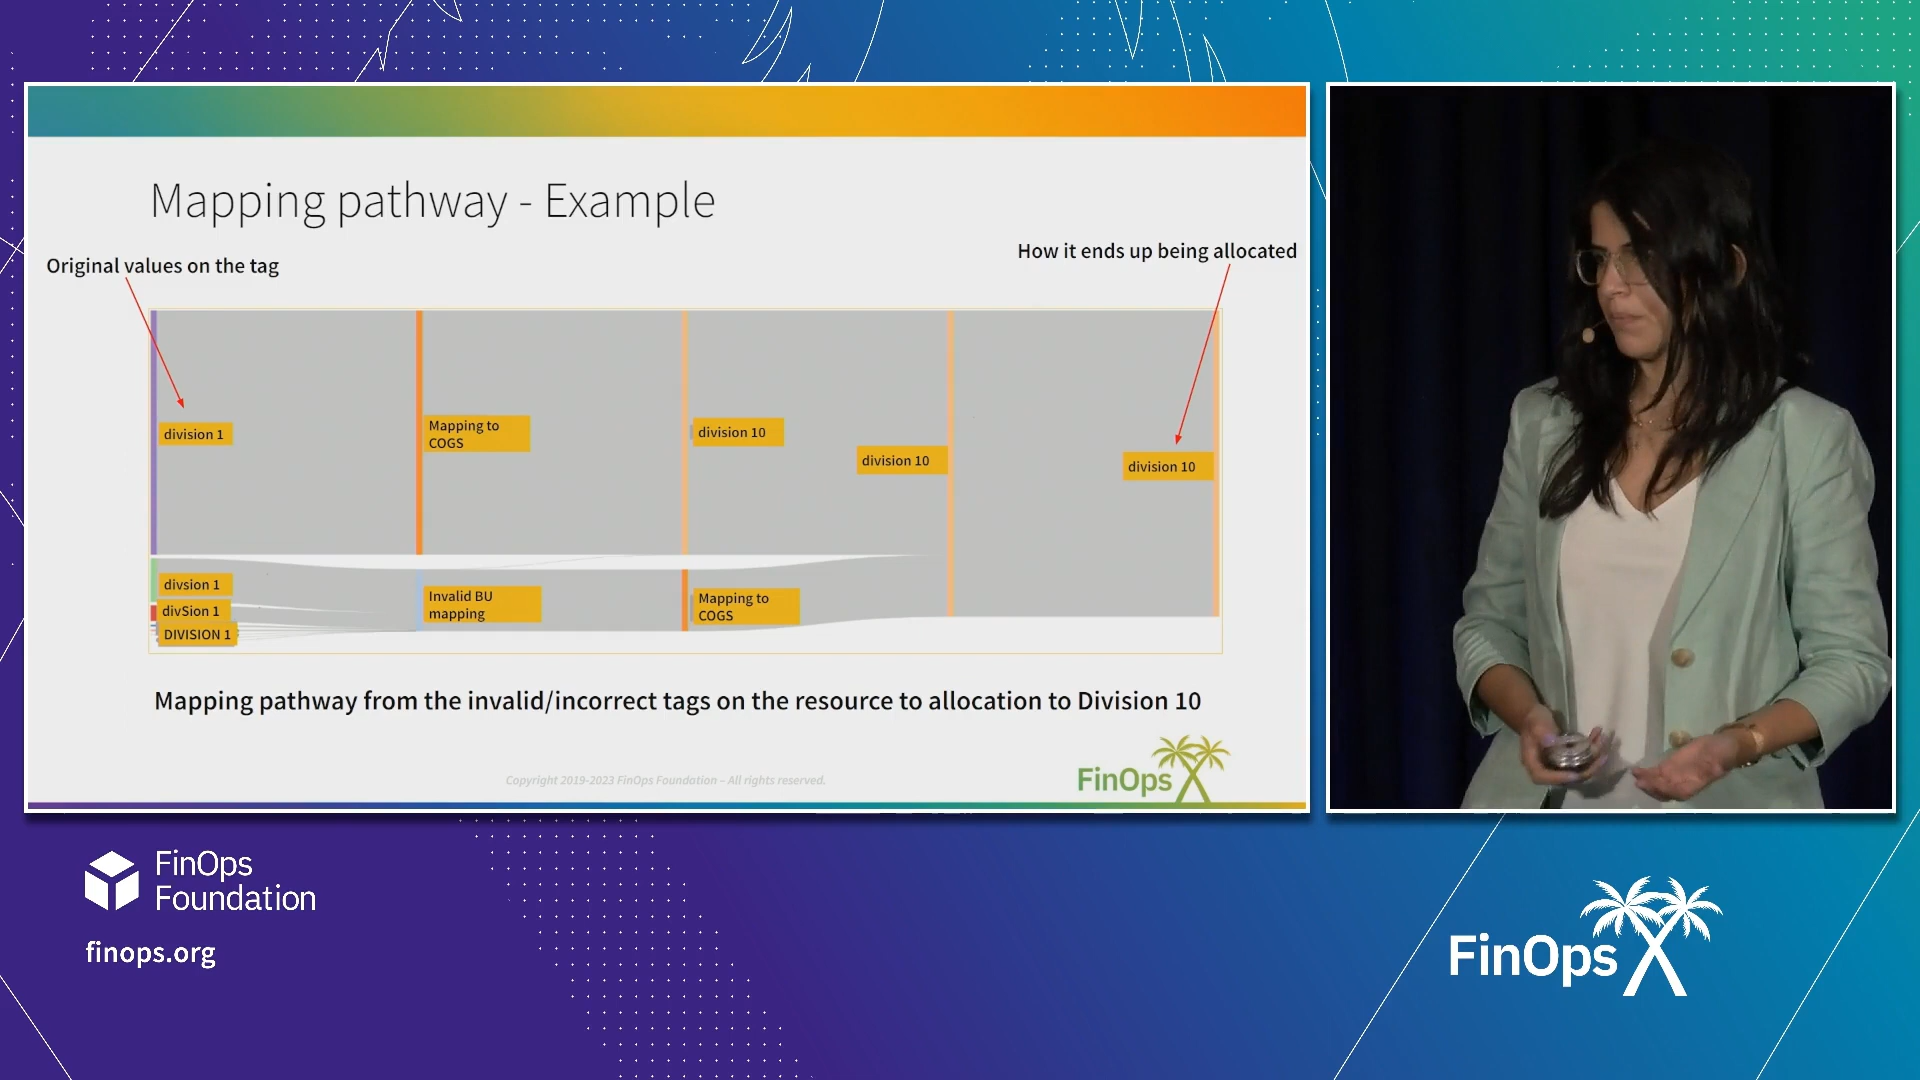 Mapping pathway - Example
Original values on the tag
How it ends up being allocated
division 1
Mapping to
COGS
division 10
division 10
division 10
divsion 1
divSion 1
DIVISION 1
Invalid BU
mapping
Mapping to
COGS
Mapping pathway from the invalid/incorrect tags on the resource to allocation to Division 10
Copyright 2019-2023 FinOps Foundation – All rights reserved.
FinOps X
FinOps
Foundation
finops.org
FinOps X